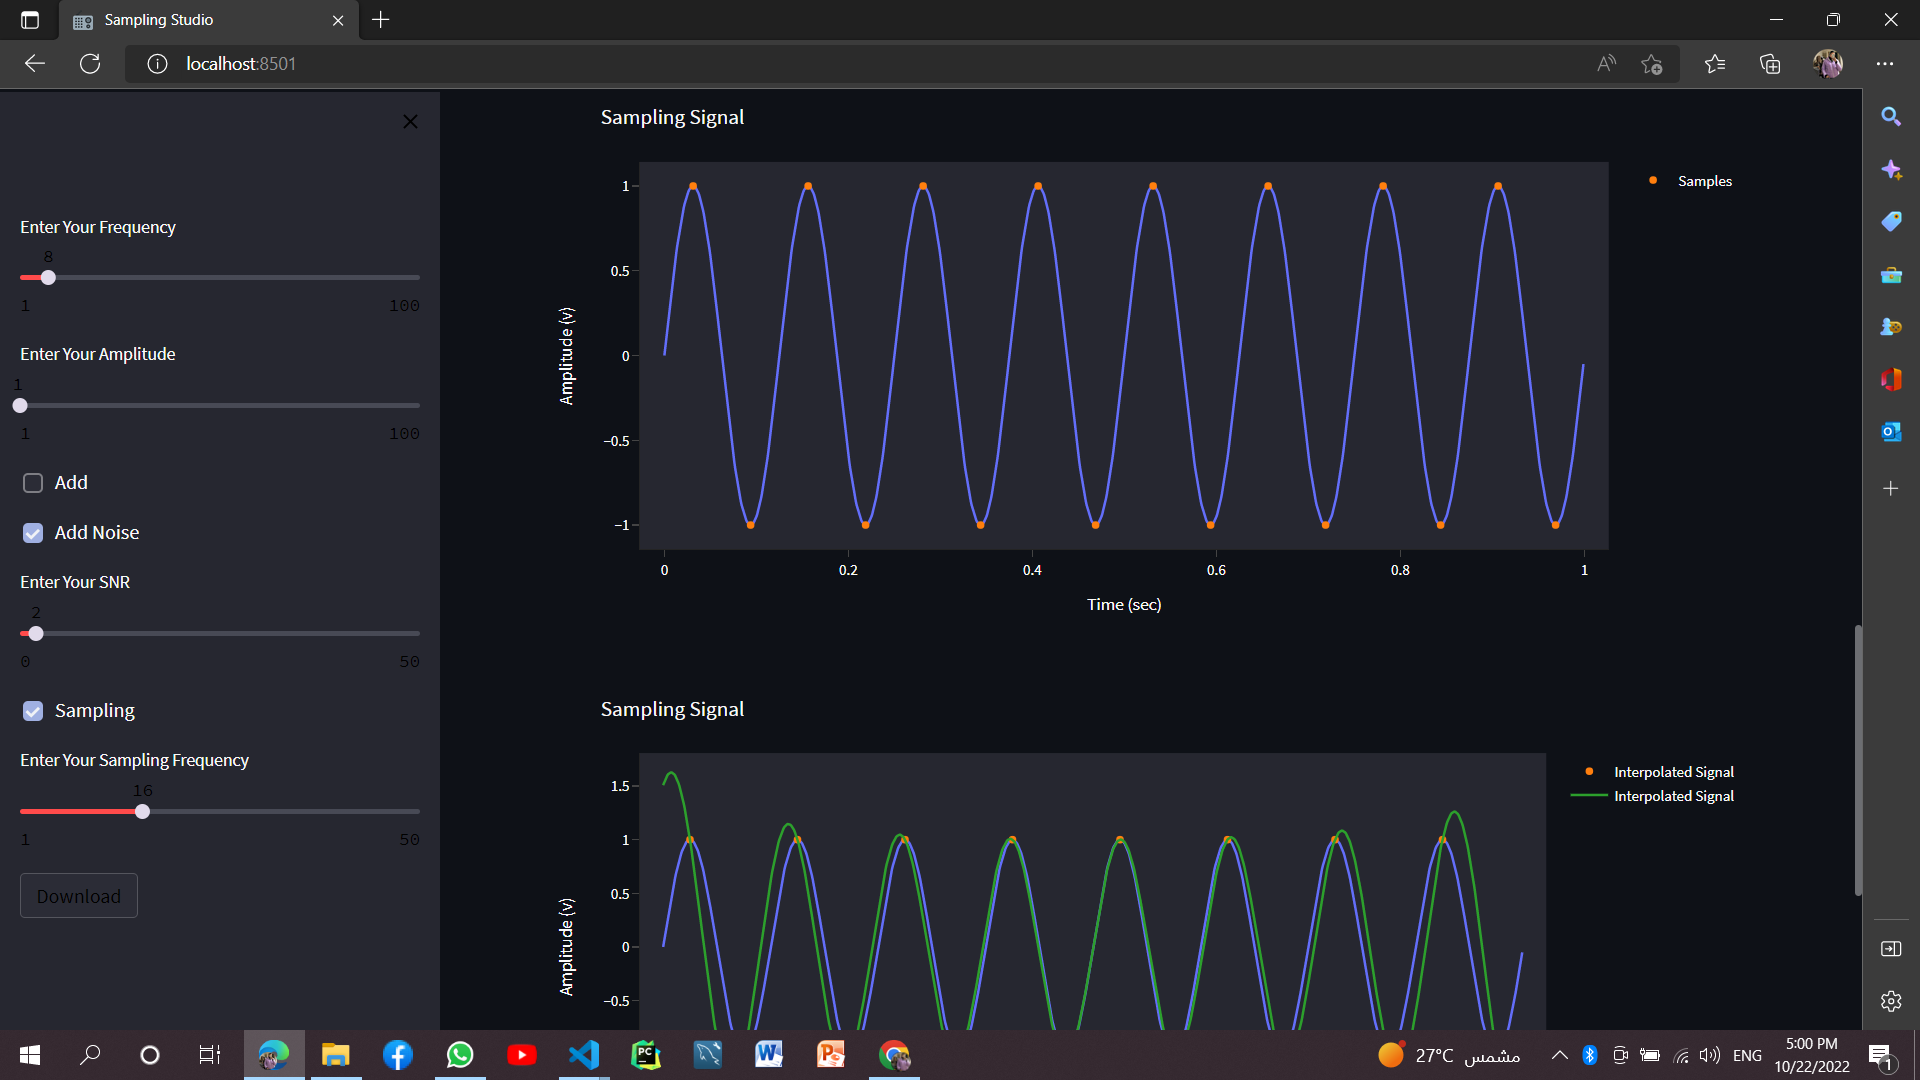 Sampling Studio
localhost:8501
Enter Your Frequency
8
1 100
Enter Your Amplitude
1
1 100
Add
Add Noise
Enter Your SNR
2
0 50
Sampling
Enter Your Sampling Frequency
16
1 50
Download
Sampling Signal
Samples
Amplitude (v)
1
0.5
0
−0.5
−1
0 0.2 0.4 0.6 0.8 1
Time (sec)
Sampling Signal
Interpolated Signal
Interpolated Signal
Amplitude (v)
1.5
1
0.5
0
−0.5
27°C مشمس
ENG
5:00 PM
10/22/2022
1